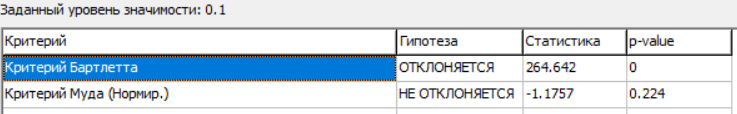 Заданный уровень значимости: 0.1
Критерий Гипотеза Статистика p-value
Критерий Бартлетта ОТКЛОНЯЕТСЯ 264.642 0
Критерий Муда (Нормир.) НЕ ОТКЛОНЯЕТСЯ -1.1757 0.224